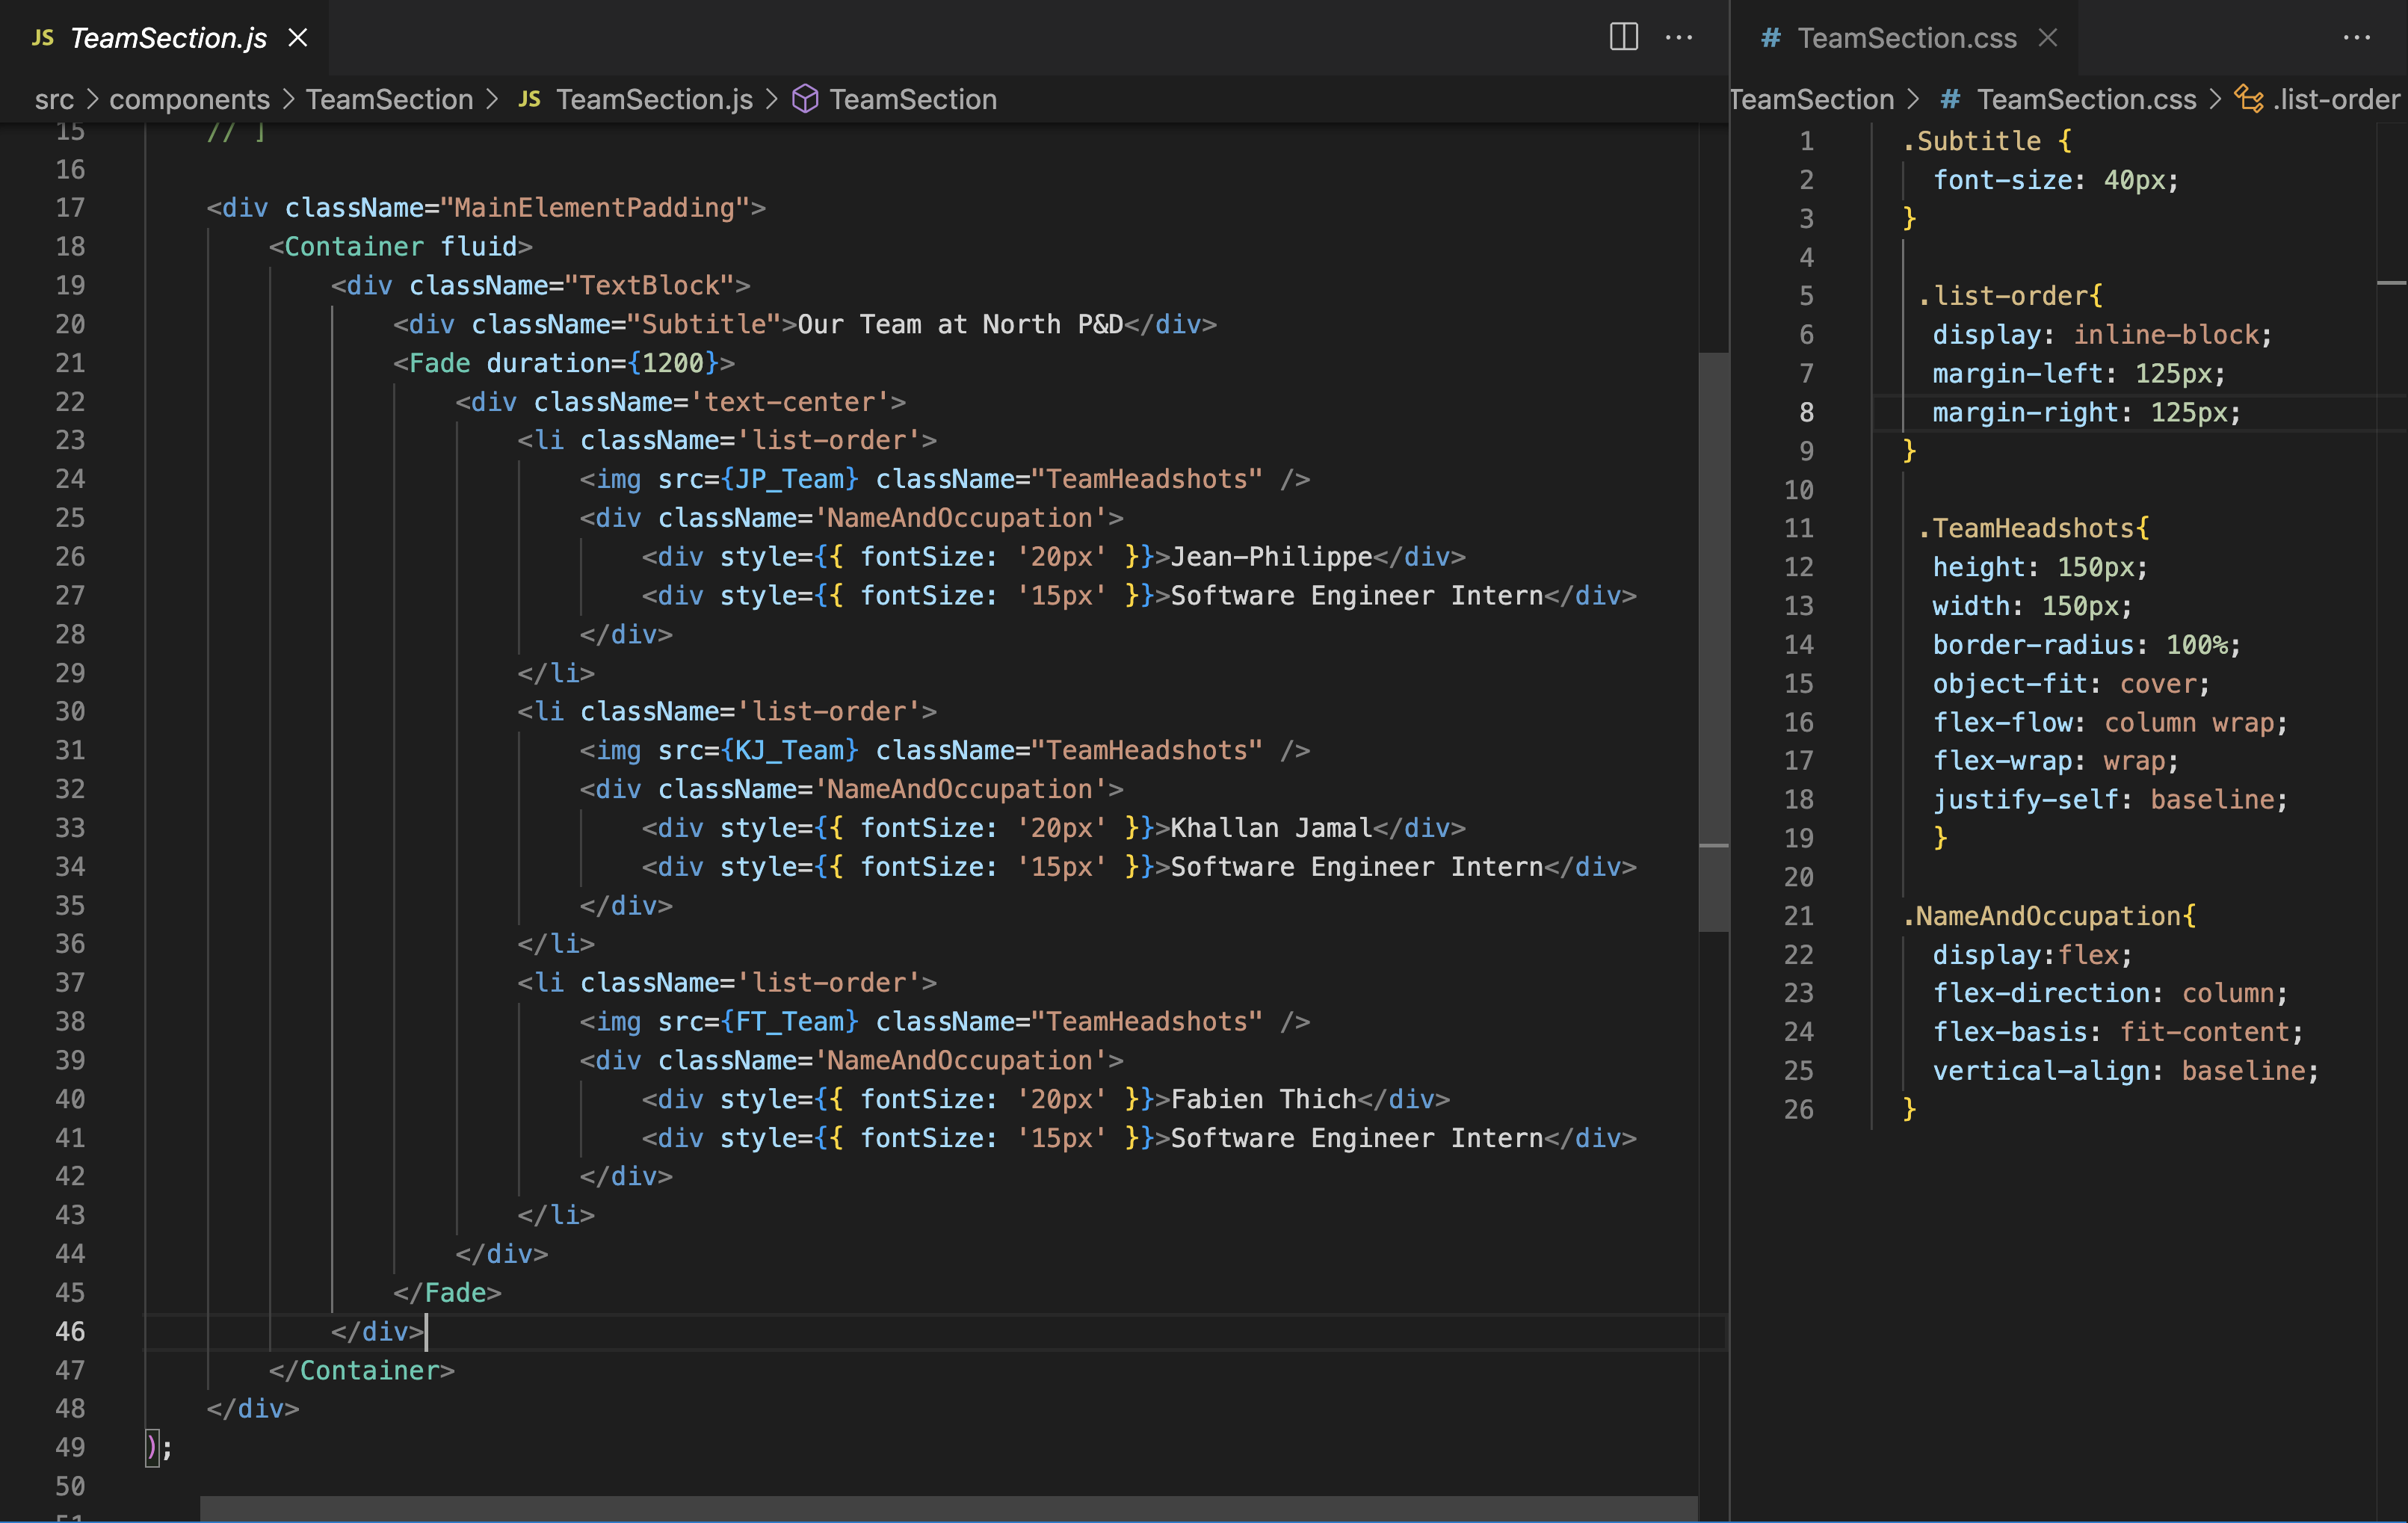 JS TeamSection.js
src > components > TeamSection > JS TeamSection.js > TeamSection
15 // ]
16
17 <div className="MainElementPadding">
18 <Container fluid>
19 <div className="TextBlock">
20 <div className="Subtitle">Our Team at North P&D</div>
21 <Fade duration={1200}>
22 <div className='text-center'>
23 <li className='list-order'>
24 <img src={JP_Team} className="TeamHeadshots" />
25 <div className='NameAndOccupation'>
26 <div style={{ fontSize: '20px' }}>Jean-Philippe</div>
27 <div style={{ fontSize: '15px' }}>Software Engineer Intern</div>
28 </div>
29 </li>
30 <li className='list-order'>
31 <img src={KJ_Team} className="TeamHeadshots" />
32 <div className='NameAndOccupation'>
33 <div style={{ fontSize: '20px' }}>Khallan Jamal</div>
34 <div style={{ fontSize: '15px' }}>Software Engineer Intern</div>
35 </div>
36 </li>
37 <li className='list-order'>
38 <img src={FT_Team} className="TeamHeadshots" />
39 <div className='NameAndOccupation'>
40 <div style={{ fontSize: '20px' }}>Fabien Thich</div>
41 <div style={{ fontSize: '15px' }}>Software Engineer Intern</div>
42 </div>
43 </li>
44 </div>
45 </Fade>
46 </div>
47 </Container>
48 </div>
49 );
50
51
# TeamSection.css
TeamSection > # TeamSection.css > .list-order
1 .Subtitle {
2 font-size: 40px;
3 }
4
5 .list-order{
6 display: inline-block;
7 margin-left: 125px;
8 margin-right: 125px;
9 }
10
11 .TeamHeadshots{
12 height: 150px;
13 width: 150px;
14 border-radius: 100%;
15 object-fit: cover;
16 flex-flow: column wrap;
17 flex-wrap: wrap;
18 justify-self: baseline;
19 }
20
21 .NameAndOccupation{
22 display:flex;
23 flex-direction: column;
24 flex-basis: fit-content;
25 vertical-align: baseline;
26 }